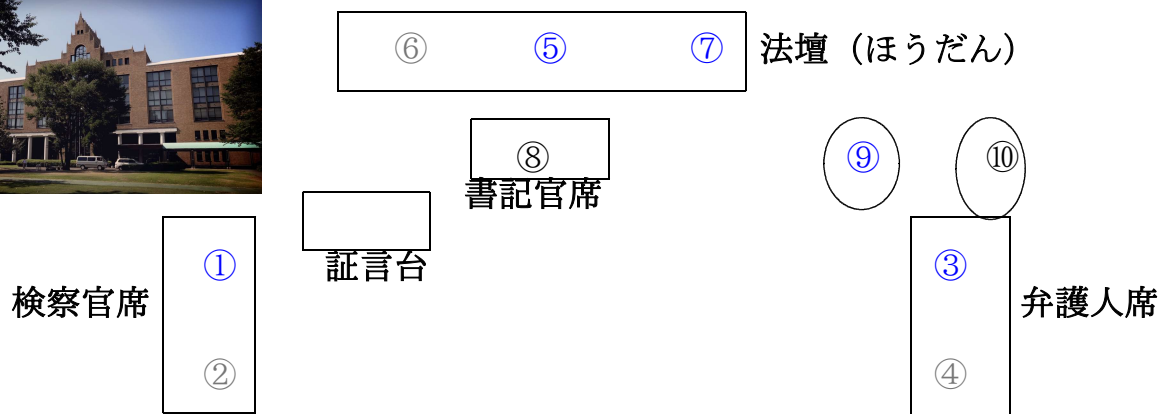 ⑥ ⑤ ⑦ 法壇（ほうだん）
⑧ ⑨ ⑩
書記官席
① ③
証言台
検察官席 弁護人席
② ④